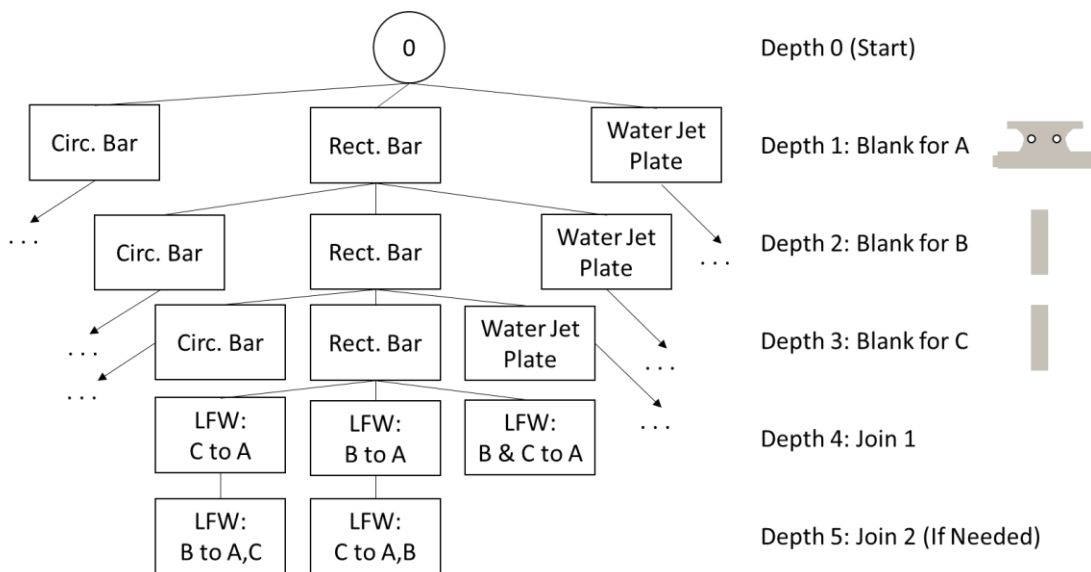 0
Depth 0 (Start)
Circ. Bar
Rect. Bar
Water Jet
Plate
Depth 1: Blank for A
. . .
Circ. Bar
Rect. Bar
Water Jet
Plate
. . .
Depth 2: Blank for B
. . .
Circ. Bar
Rect. Bar
Water Jet
Plate
. . .
Depth 3: Blank for C
. . .
LFW:
C to A
LFW:
B to A
LFW:
B & C to A
. . .
Depth 4: Join 1
LFW:
B to A,C
LFW:
C to A,B
Depth 5: Join 2 (If Needed)